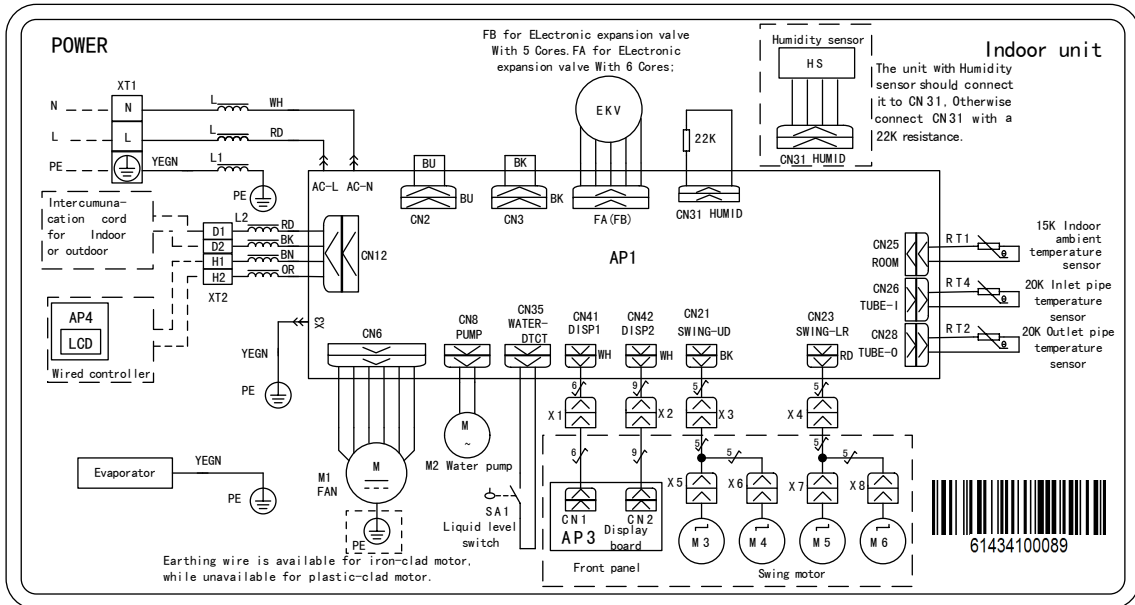 POWER
FB for ELectronic expansion valve
With 5 Cores. FA for ELectronic
expansion valve With 6 Cores;
Humidity sensor
HS
CN31 HUMID
Indoor unit
The unit with Humidity
sensor should connect
it to CN31, Otherwise
connect CN31 with a
22K resistance.
XT1
N
N
L
WH
L
L
L
RD
PE
YEGN
L1
PE
AC-L
AC-N
BU
CN2
BU
BK
CN3
BK
EKV
FA(FB)
22K
CN31 HUMID
Intercumuna-
cation cord
for Indoor
or outdoor
L2
D1
RD
D2
BK
H1
BN
H2
OR
XT2
CN12
AP1
CN25
ROOM
RT1
θ
15K Indoor
ambient
temperature
sensor
CN26
TUBE-I
RT4
θ
20K Inlet pipe
temperature
sensor
CN28
TUBE-O
RT2
θ
20K Outlet pipe
temperature
sensor
AP4
LCD
Wired controller
X3
YEGN
PE
CN6
CN8
PUMP
CN35
WATER-
DTCT
CN41
DISP1
WH
CN42
DISP2
WH
CN21
SWING-UD
BK
CN23
SWING-LR
RD
6
9
5
5
X1
X2
X3
X4
6
9
5
5
5
5
X5
X6
X7
X8
Evaporator
YEGN
PE
M1
FAN
M
PE
M
~
M2 Water pump
SA1
Liquid level
switch
CN1
CN2
AP3
Display
board
Front panel
M3
M4
M5
M6
Swing motor
Earthing wire is available for iron-clad motor,
while unavailable for plastic-clad motor.
61434100089